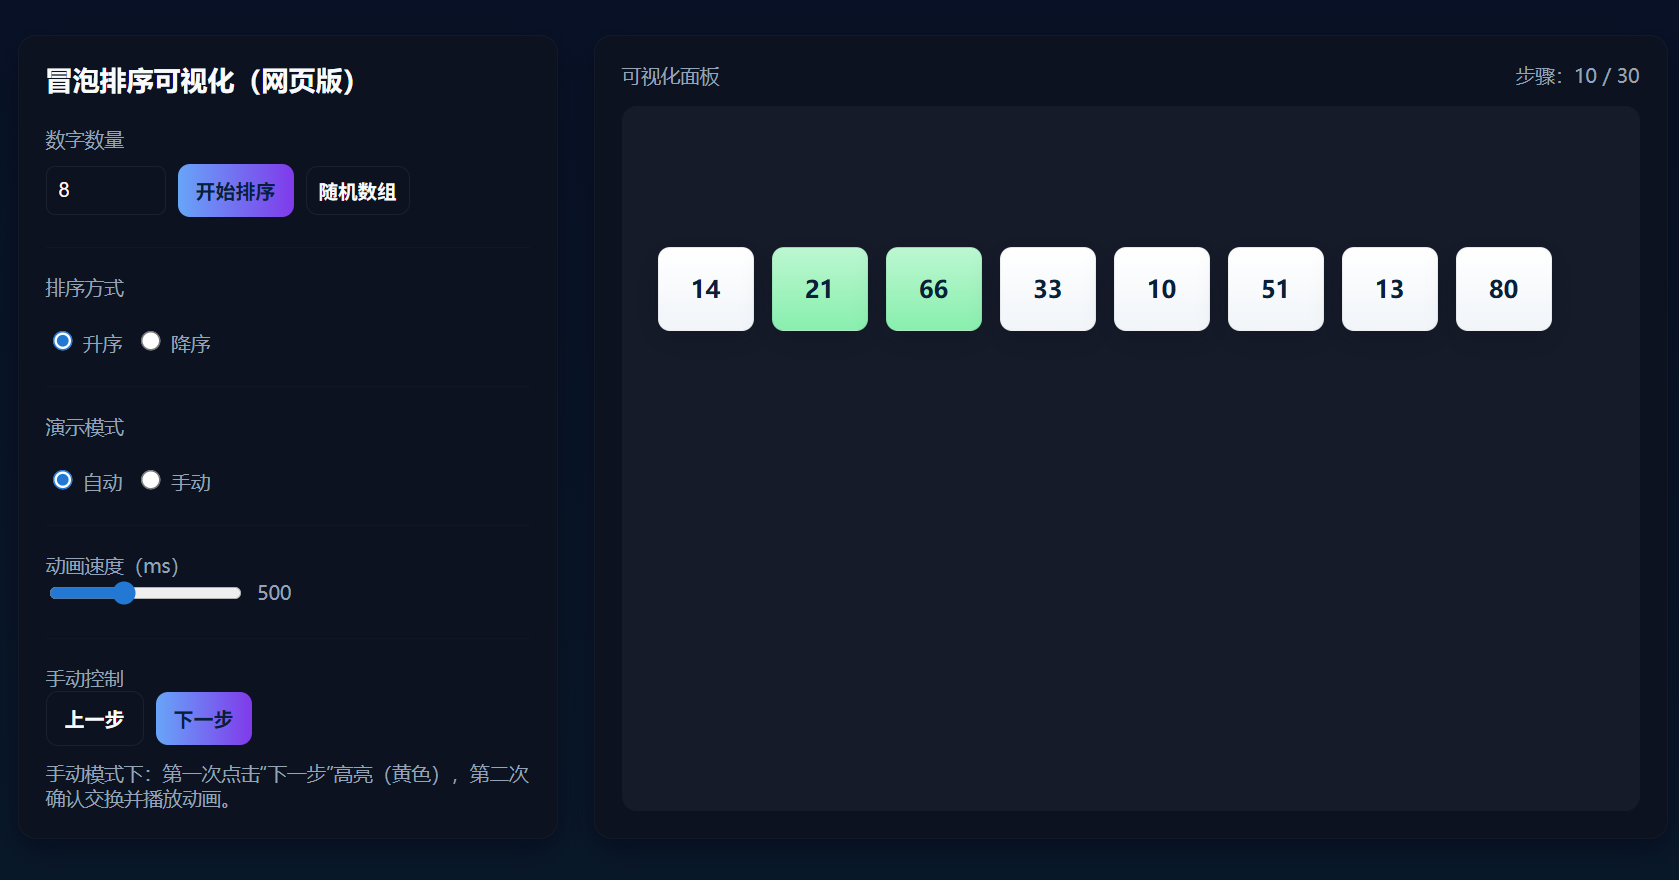 冒泡排序可视化（网页版）
数字数量
8 开始排序 随机数组
排序方式
升序 降序
演示模式
自动 手动
动画速度（ms）
500
手动控制
上一步 下一步
手动模式下：第一次点击“下一步“高亮（黄色），第二次
确认交换并播放动画。
可视化面板 步骤：10 / 30
14 21 66 33 10 51 13 80